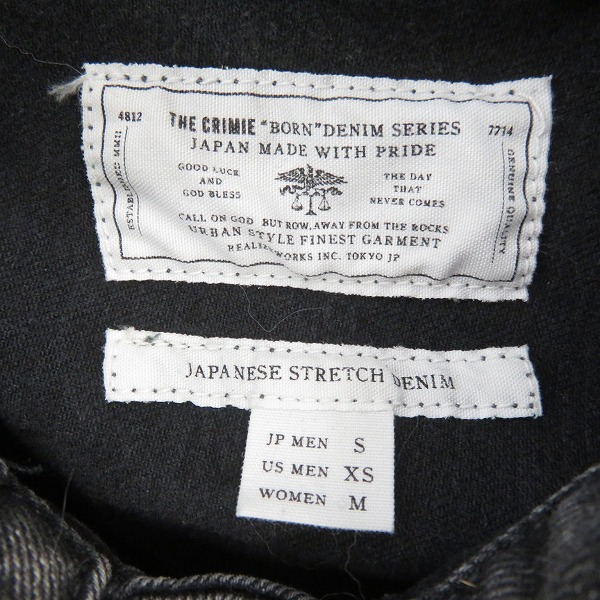 4812
THE CRIMIE "BORN" DENIM SERIES
7714
JAPAN MADE WITH PRIDE
GOOD LUCK
AND
GOD BLESS
THE DAY
THAT
NEVER COMES
ESTABLISHED MMII
GENUINE QUALITY
CALL ON GOD BUT ROW, AWAY FROM THE ROCKS
URBAN STYLE FINEST GARMENT
WORKS INC. TOKYO JP
JAPANESE STRETCH DENIM
JP MEN S
US MEN XS
WOMEN M